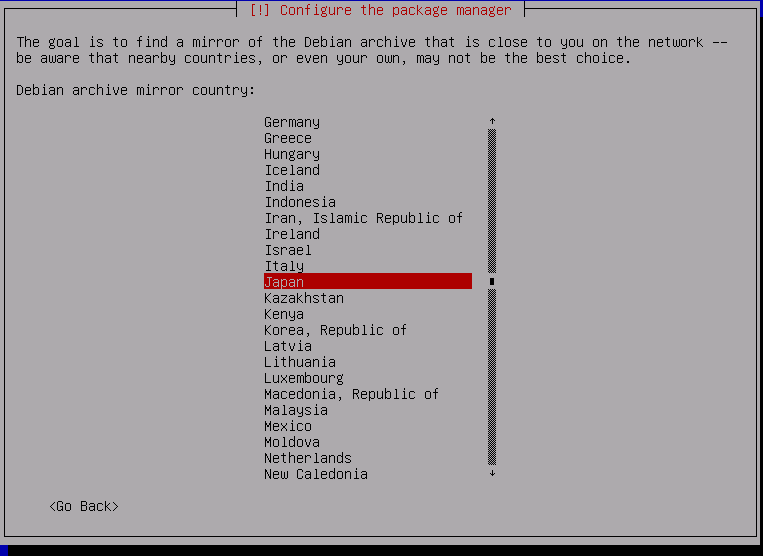 [!] Configure the package manager
The goal is to find a mirror of the Debian archive that is close to you on the network --
be aware that nearby countries, or even your own, may not be the best choice.
Debian archive mirror country:
Germany
Greece
Hungary
Iceland
India
Indonesia
Iran, Islamic Republic of
Ireland
Israel
Italy
Japan
Kazakhstan
Kenya
Korea, Republic of
Latvia
Lithuania
Luxembourg
Macedonia, Republic of
Malaysia
Mexico
Moldova
Netherlands
New Caledonia
<Go Back>